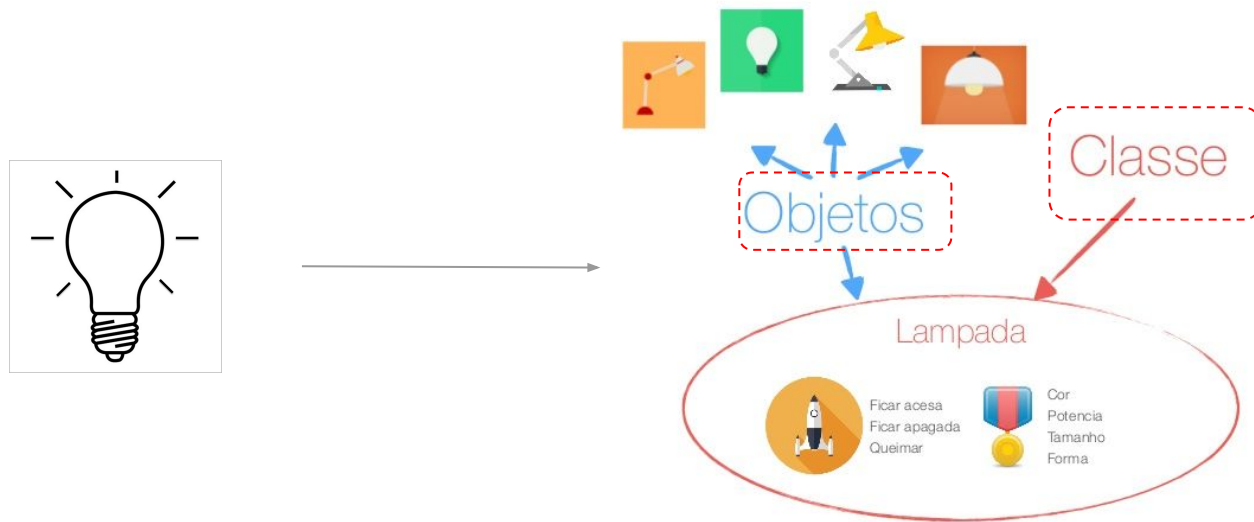 Classe
Objetos
Lampada
Ficar acesa
Ficar apagada
Queimar
Cor
Potencia
Tamanho
Forma